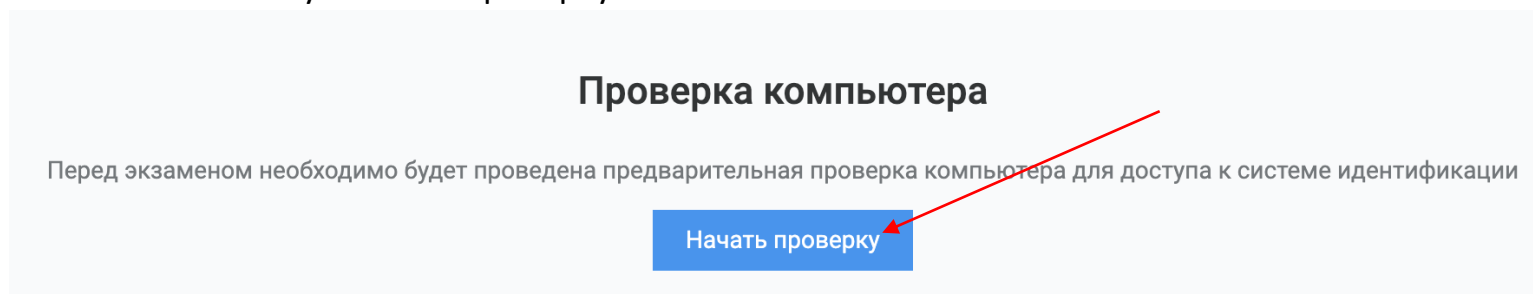 Проверка компьютера
Перед экзаменом необходимо будет проведена предварительная проверка компьютера для доступа к системе идентификации
Начать проверку